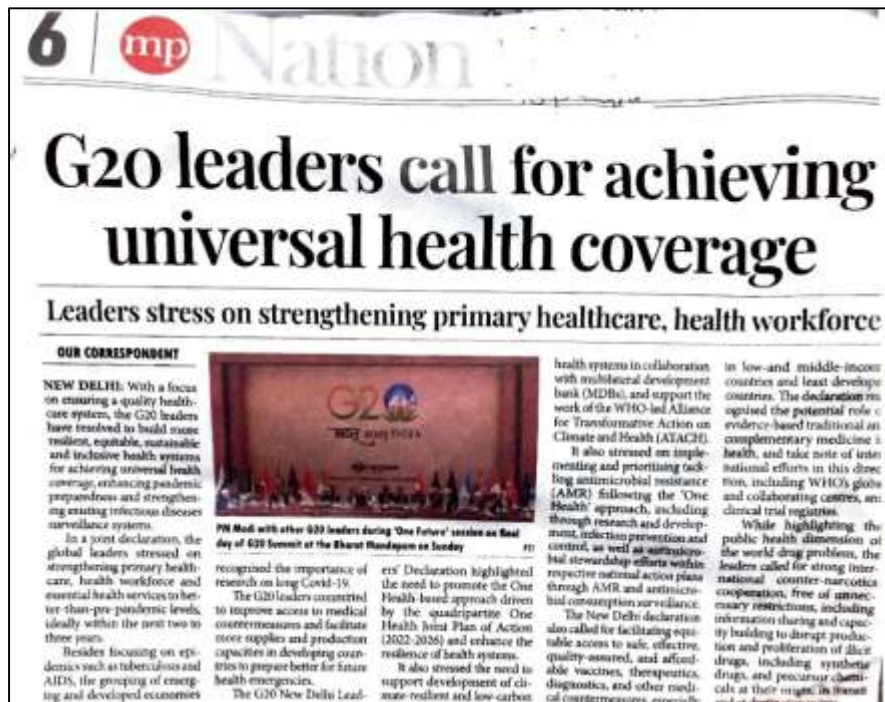 6
mp
Nation
G20 leaders call for achieving
universal health coverage
Leaders stress on strengthening primary healthcare, health workforce
OUR CORRESPONDENT
NEW DELHI: With a focus
on ensuring a quality health-
care system, the G20 leaders
have resolved to build more
resilient, equitable, sustainable
and inclusive health systems
for achieving universal health
coverage, enhancing pandemic
preparedness and strengthen-
ing existing infectious diseases
surveillance systems.
In a joint declaration, the
global leaders stressed on
strengthening primary health-
care, health workforce and
essential health services to bet-
ter-than-pre-pandemic levels,
ideally within the next two to
three years.
Besides focusing on epi-
demics such as tuberculosis and
AIDS, the grouping of emerg-
ing and developed economies
G20
भारत 2023 INDIA
PM Modi with other G20 leaders during 'One Future' session on final
day of G20 Summit at the Bharat Mandapam on Sunday
PTI
recognised the importance of
research on long Covid-19.
The G20 leaders committed
to improve access to medical
countermeasures and facilitate
more supplies and production
capacities in developing coun-
tries to prepare better for future
health emergencies.
The G20 New Delhi Lead-
ers' Declaration highlighted
the need to promote the One
Health-based approach driven
by the quadripartite One
Health Joint Plan of Action
(2022-2026) and enhance the
resilience of health systems.
It also stressed the need to
support development of cli-
mate-resilient and low-carbon
health systems in collaboration
with multilateral development
bank (MDBs), and support the
work of the WHO-led Alliance
for Transformative Action on
Climate and Health (ATACH).
It also stressed on imple-
menting and prioritising tack-
ling antimicrobial resistance
(AMR) following the 'One
Health' approach, including
through research and develop-
ment, infection prevention and
control, as well as antimicro-
bial stewardship efforts within
respective national action plans
through AMR and antimicro-
bial consumption surveillance.
The New Delhi declaration
also called for facilitating equi-
table access to safe, effective,
quality-assured, and afford-
able vaccines, therapeutics,
diagnostics, and other medi-
cal countermeasures, especially
in low-and middle-incom
countries and least develope
countries. The declaration rec
ognised the potential role o
evidence-based traditional an
complementary medicine i
health, and take note of inter
national efforts in this direc
tion, including WHO's globa
and collaborating centres, and
clinical trial registries.
While highlighting the
public health dimension of
the world drug problem, the
leaders called for strong inter-
national counter-narcotics
cooperation, free of unnec-
essary restrictions, including
information sharing and capac-
ity building to disrupt produc-
tion and proliferation of illicit
drugs, including synthetic
drugs, and precursor chemi-
cals at their origin, in transit